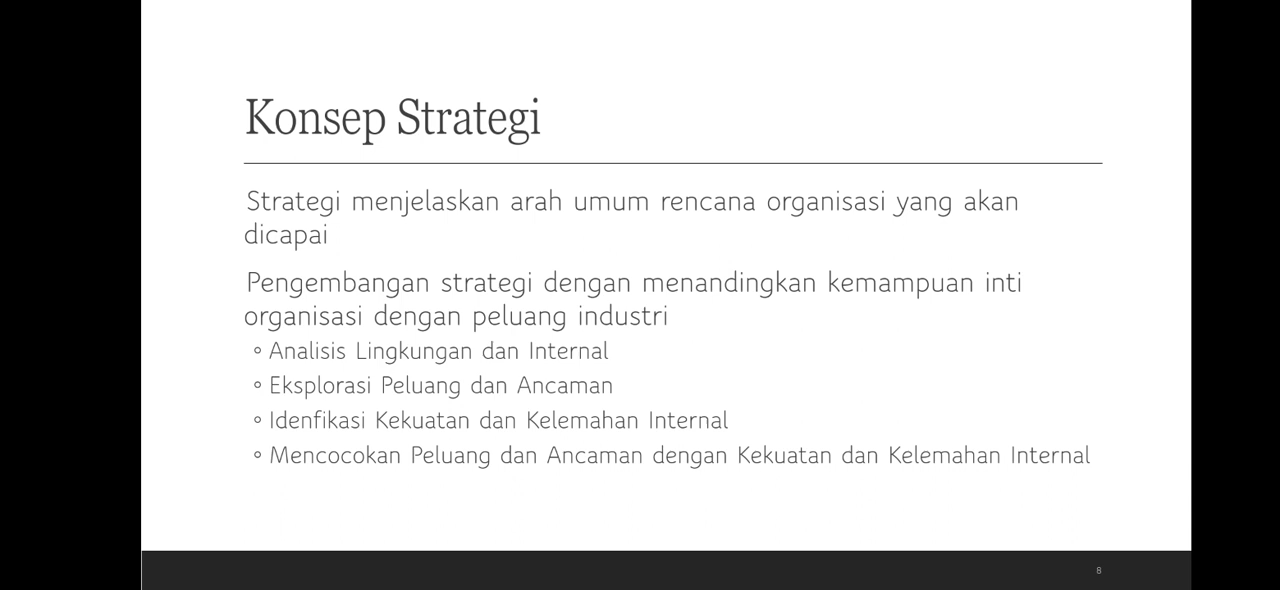 Konsep Strategi
Strategi menjelaskan arah umum rencana organisasi yang akan
dicapai
Pengembangan strategi dengan menandingkan kemampuan inti
organisasi dengan peluang industri
◦ Analisis Lingkungan dan Internal
◦ Eksplorasi Peluang dan Ancaman
◦ Idenfikasi Kekuatan dan Kelemahan Internal
◦ Mencocokan Peluang dan Ancaman dengan Kekuatan dan Kelemahan Internal
8